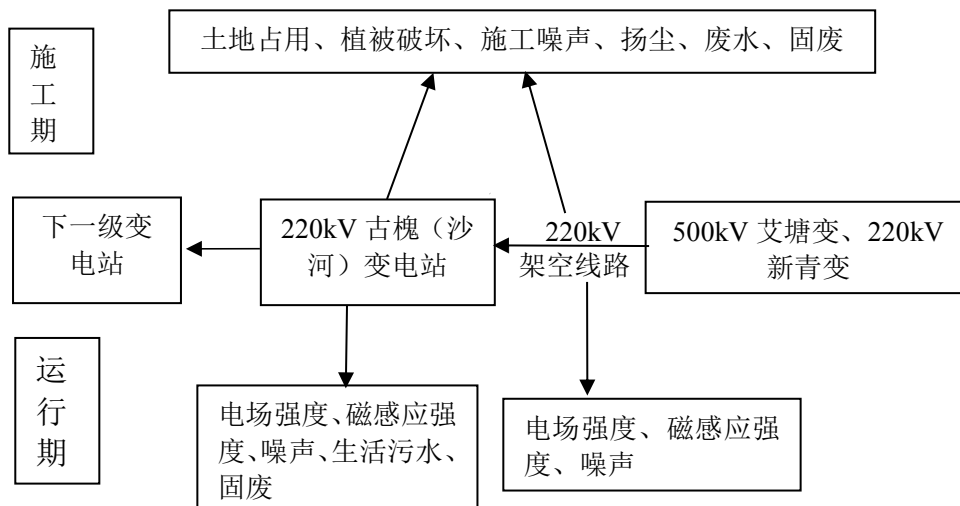 施
工
期
土地占用、植被破坏、施工噪声、扬尘、废水、固废
下一级变
电站
220kV 古槐（沙
河）变电站
220kV
架空线路
500kV 艾塘变、220kV
新青变
运
行
期
电场强度、磁感应强
度、噪声、生活污水、
固废
电场强度、磁感应强
度、噪声